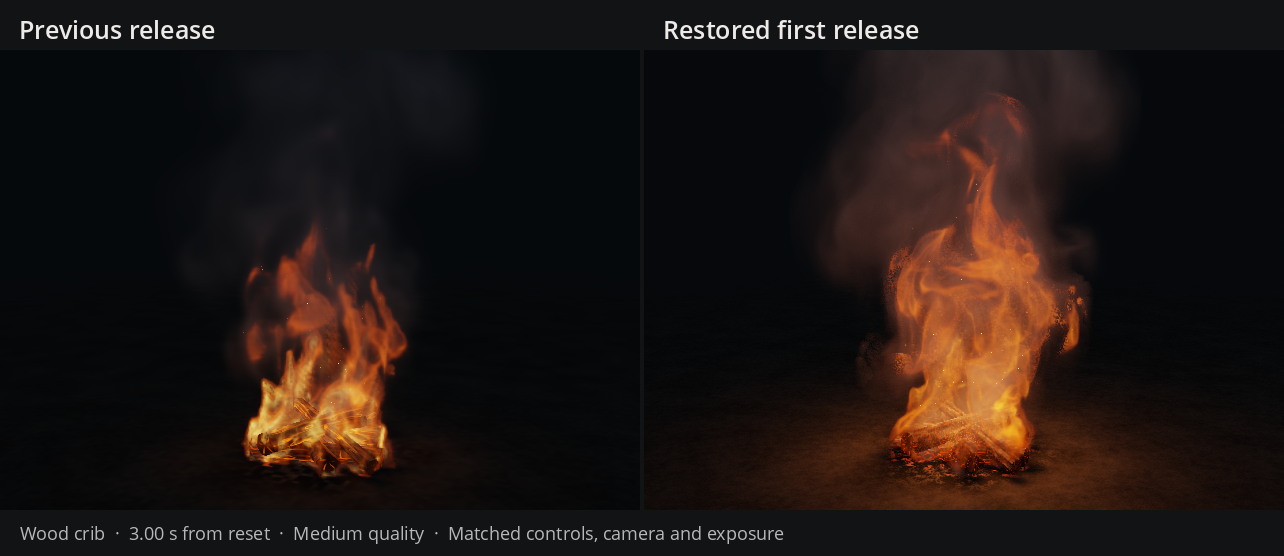 Previous release
Restored first release
Wood crib · 3.00 s from reset · Medium quality · Matched controls, camera and exposure